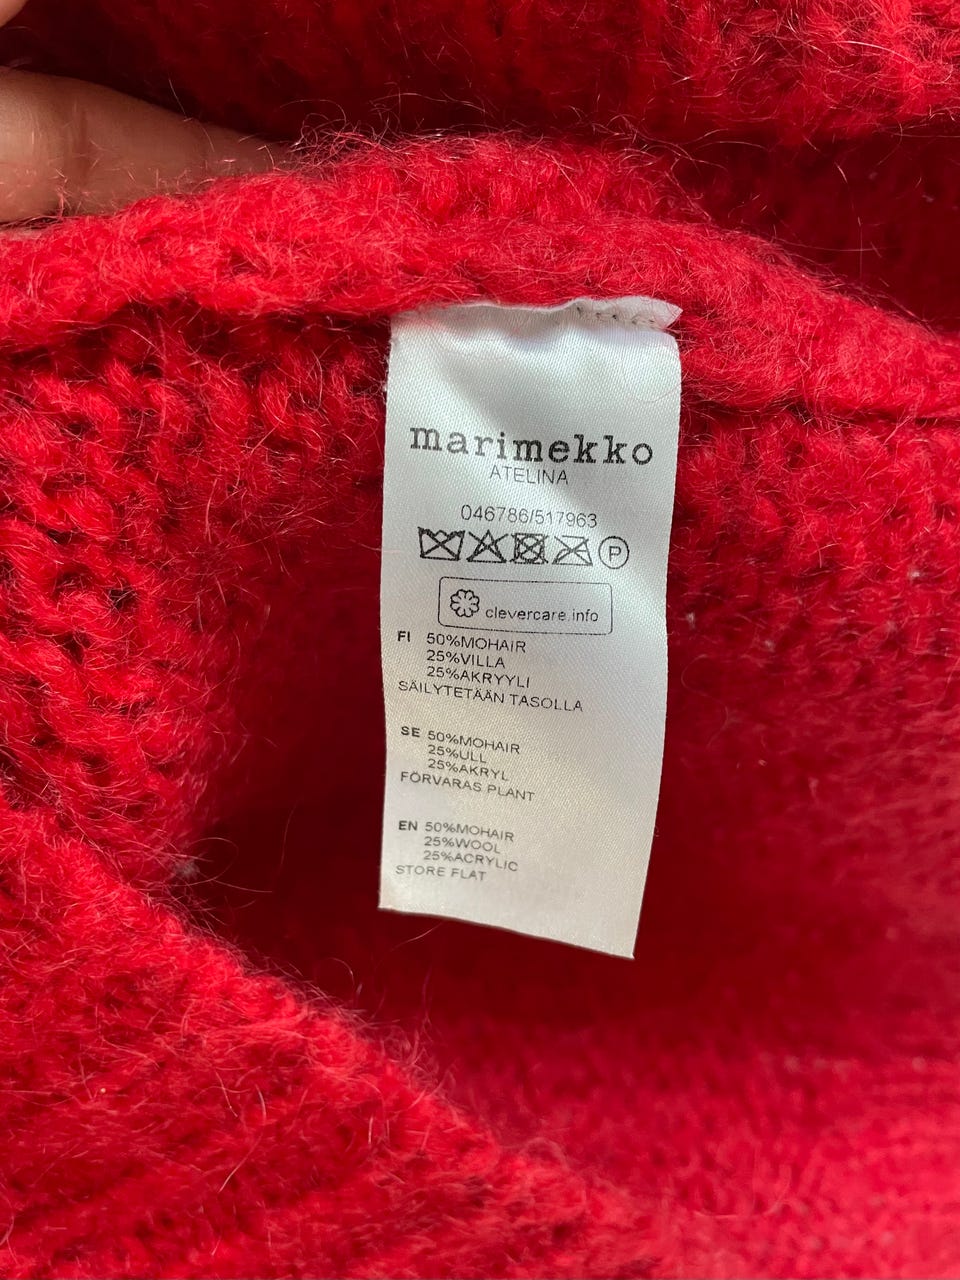 marimekko
ATELINA
046786/517963
P
clevercare.info
FI 50%MOHAIR
25%VILLA
25%AKRYYLI
SÄILYTETÄÄN TASOLLA
SE 50%MOHAIR
25%ULL
25%AKRYL
FÖRVARAS PLANT
EN 50%MOHAIR
25%WOOL
25%ACRYLIC
STORE FLAT